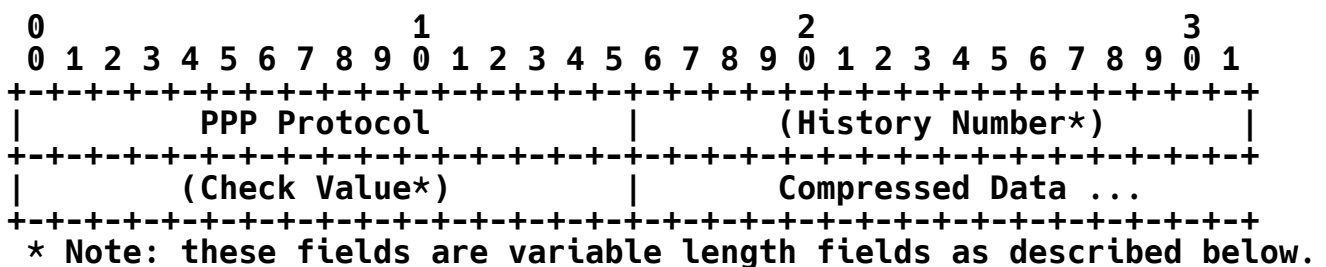 0                   1                   2                   3
 0 1 2 3 4 5 6 7 8 9 0 1 2 3 4 5 6 7 8 9 0 1 2 3 4 5 6 7 8 9 0 1
+-+-+-+-+-+-+-+-+-+-+-+-+-+-+-+-+-+-+-+-+-+-+-+-+-+-+-+-+-+-+-+-+
|         PPP Protocol          |       (History Number*)       |
+-+-+-+-+-+-+-+-+-+-+-+-+-+-+-+-+-+-+-+-+-+-+-+-+-+-+-+-+-+-+-+-+
|        (Check Value*)         |       Compressed Data ...
+-+-+-+-+-+-+-+-+-+-+-+-+-+-+-+-+-+-+-+-+-+-+-+-+-+-+-+-+-+-+-+-+
 * Note: these fields are variable length fields as described below.